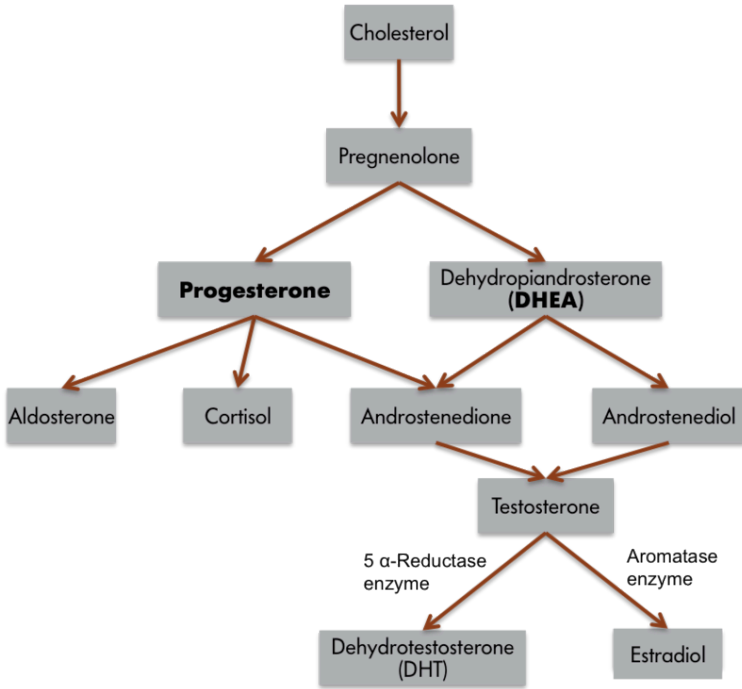 Cholesterol
Pregnenolone
Progesterone
Dehydropiandrosterone
(DHEA)
Aldosterone
Cortisol
Androstenedione
Androstenediol
Testosterone
5 α-Reductase
enzyme
Aromatase
enzyme
Dehydrotestosterone
(DHT)
Estradiol